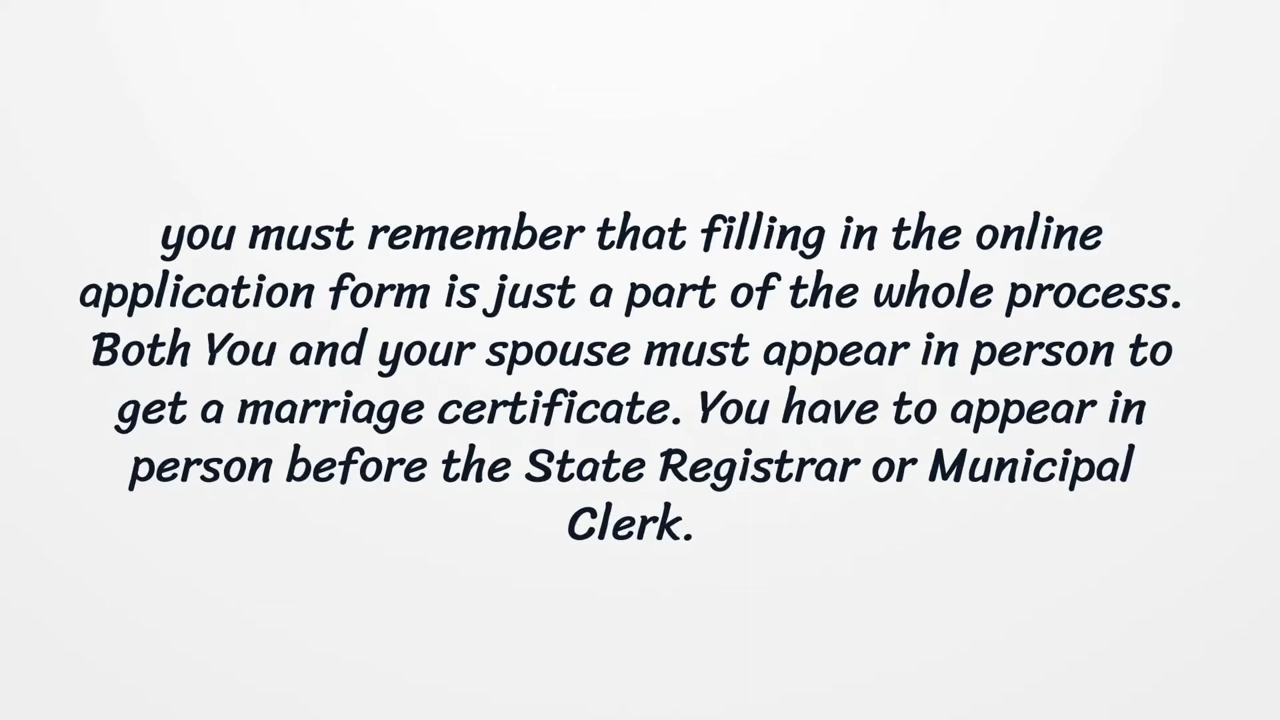 you must remember that filling in the online
application form is just a part of the whole process.
Both You and your spouse must appear in person to
get a marriage certificate. You have to appear in
person before the State Registrar or Municipal
Clerk.